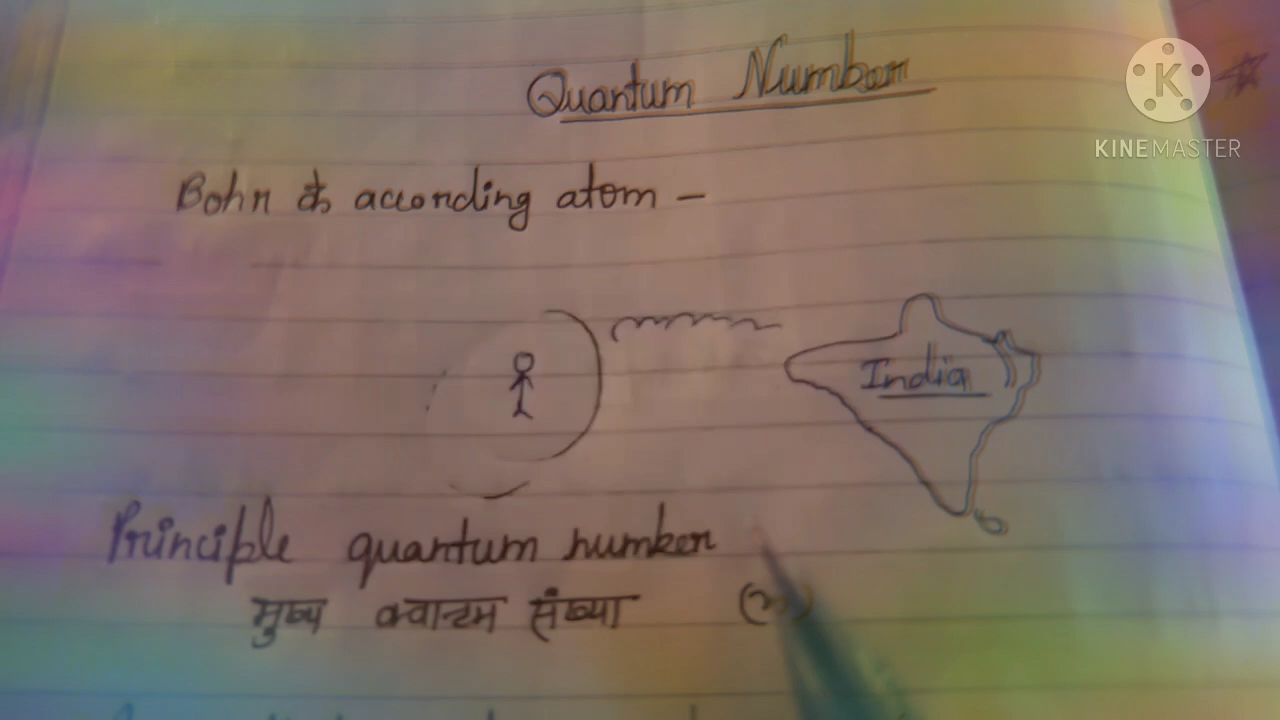 Quantum Number
KINEMASTER
Bohr के according atom –
India
Principle quantum number
मुख्य क्वान्टम संख्या (n)